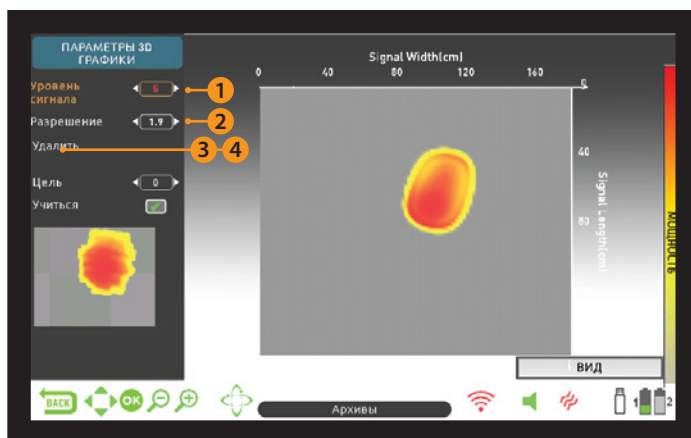 ПАРАМЕТРЫ 3D
ГРАФИКИ
Уровень
сигнала
5
1
Разрешение
1.9
2
Удалить
3
4
Цель
0
Учиться
Signal Width[cm]
0
40
80
120
160
0
40
80
Signal Length[cm]
МОЩНОСТЬ
ВИД
BACK
OK
Архивы
1
2